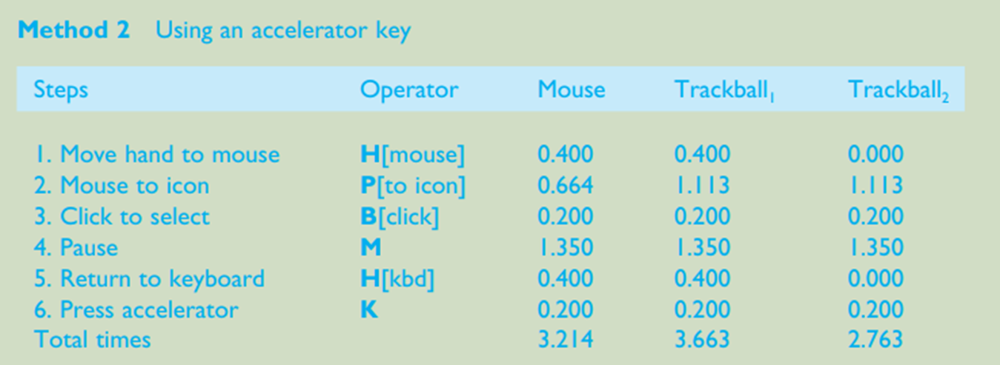 Method 2 Using an accelerator key
Steps Operator Mouse Trackball₁ Trackball₂
1. Move hand to mouse H[mouse] 0.400 0.400 0.000
2. Mouse to icon P[to icon] 0.664 1.113 1.113
3. Click to select B[click] 0.200 0.200 0.200
4. Pause M 1.350 1.350 1.350
5. Return to keyboard H[kbd] 0.400 0.400 0.000
6. Press accelerator K 0.200 0.200 0.200
Total times 3.214 3.663 2.763